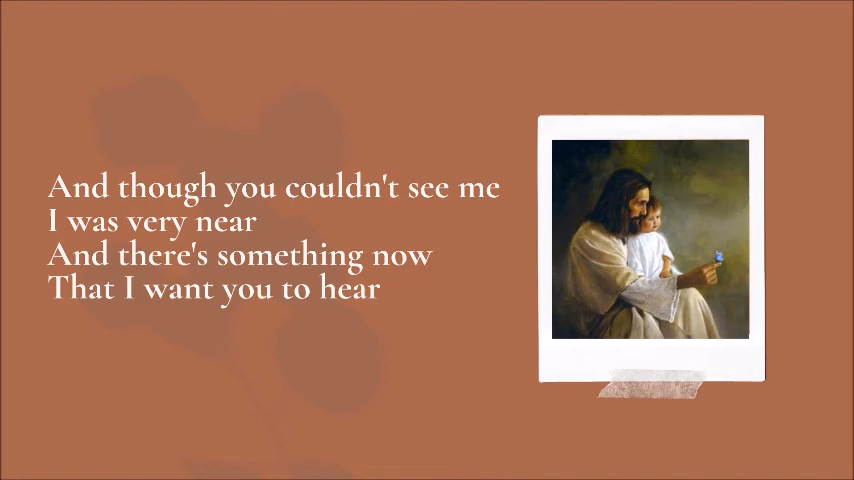 And though you couldn't see me
I was very near
And there's something now
That I want you to hear